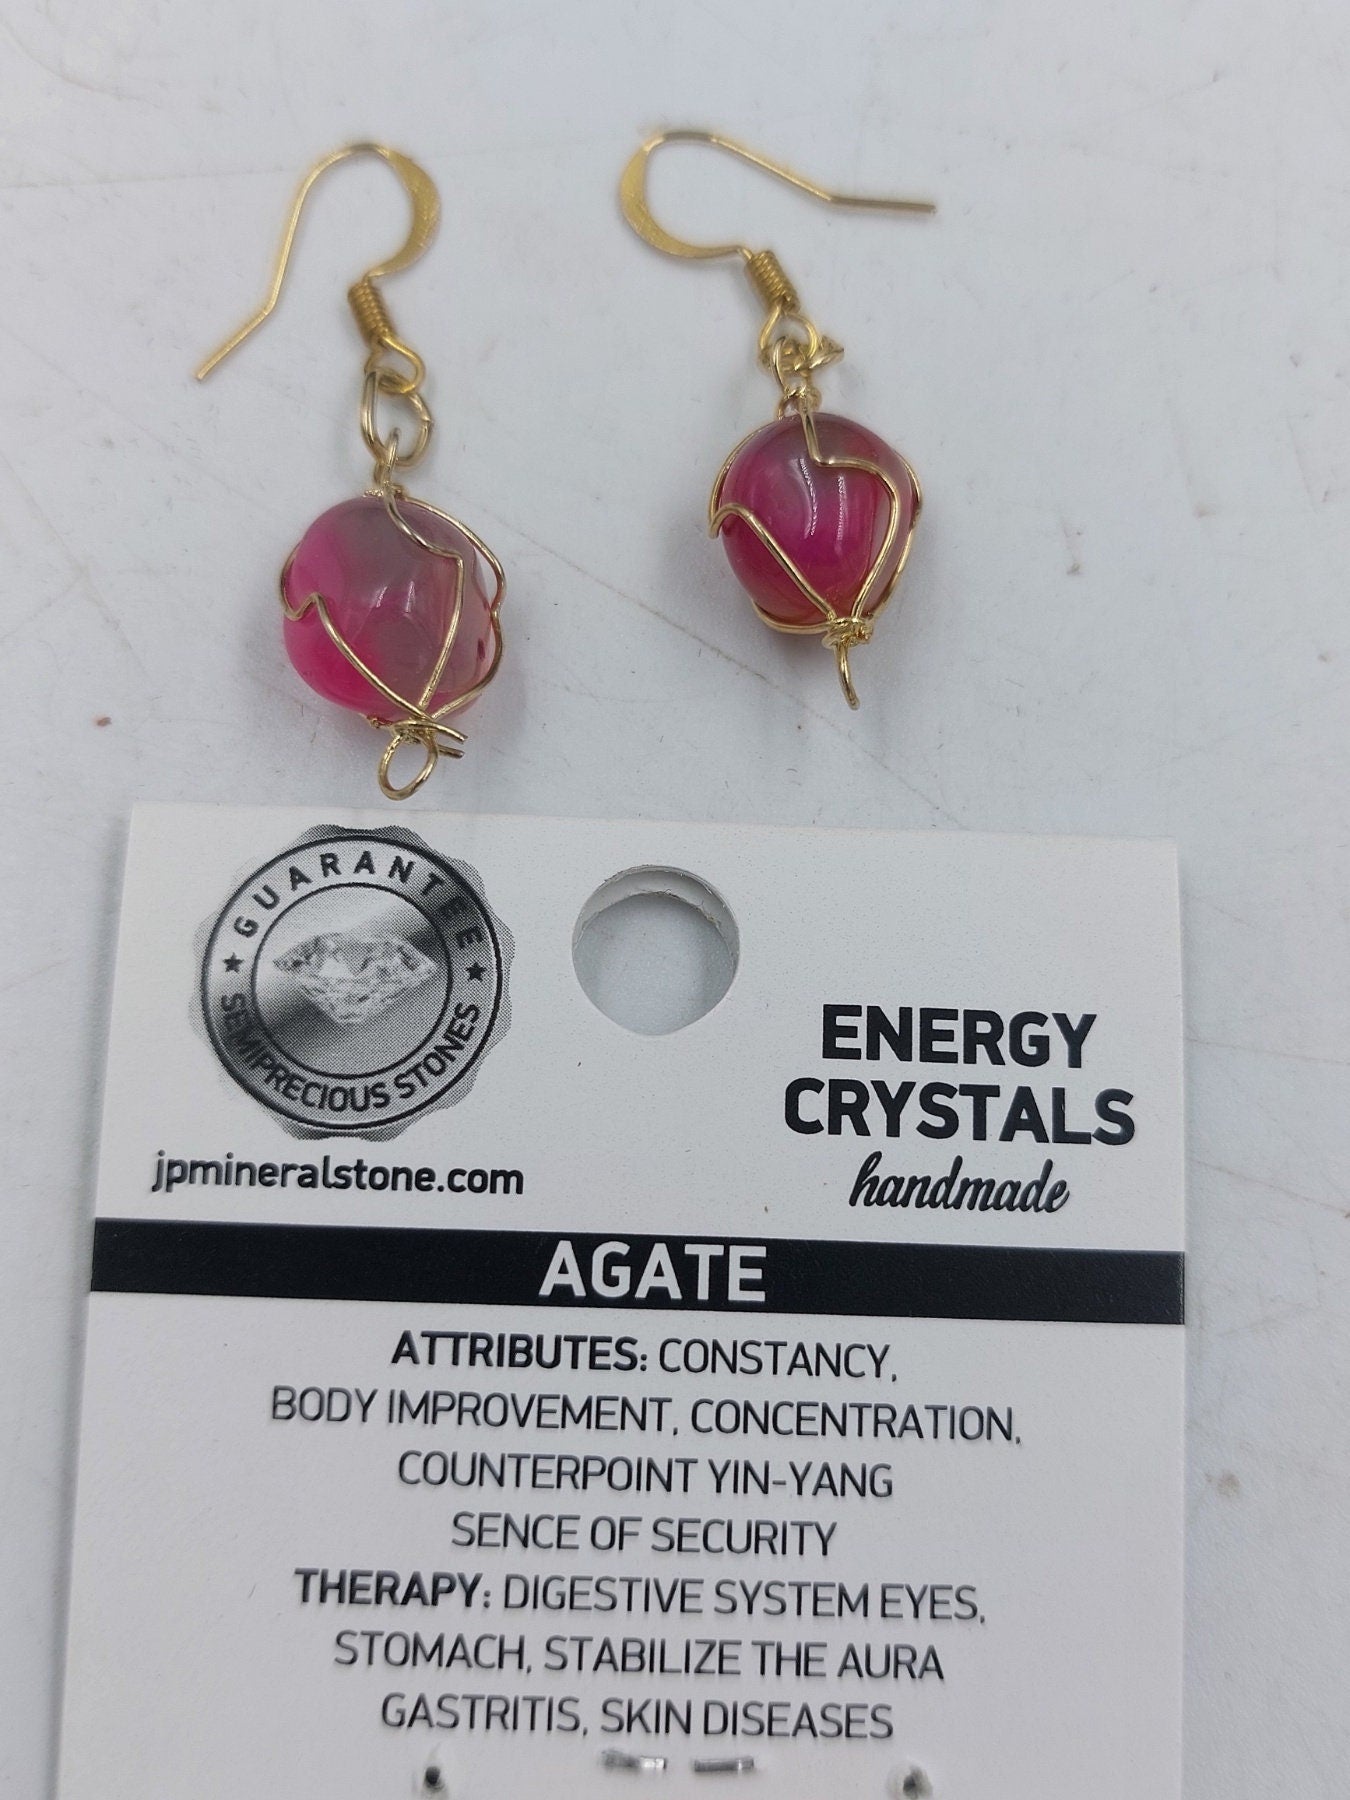 GUARANTEE
SEMIPRECIOUS STONES
jpmineralstone.com
ENERGY
CRYSTALS
handmade
AGATE
ATTRIBUTES: CONSTANCY,
BODY IMPROVEMENT, CONCENTRATION,
COUNTERPOINT YIN-YANG
SENCE OF SECURITY
THERAPY: DIGESTIVE SYSTEM EYES,
STOMACH, STABILIZE THE AURA
GASTRITIS, SKIN DISEASES